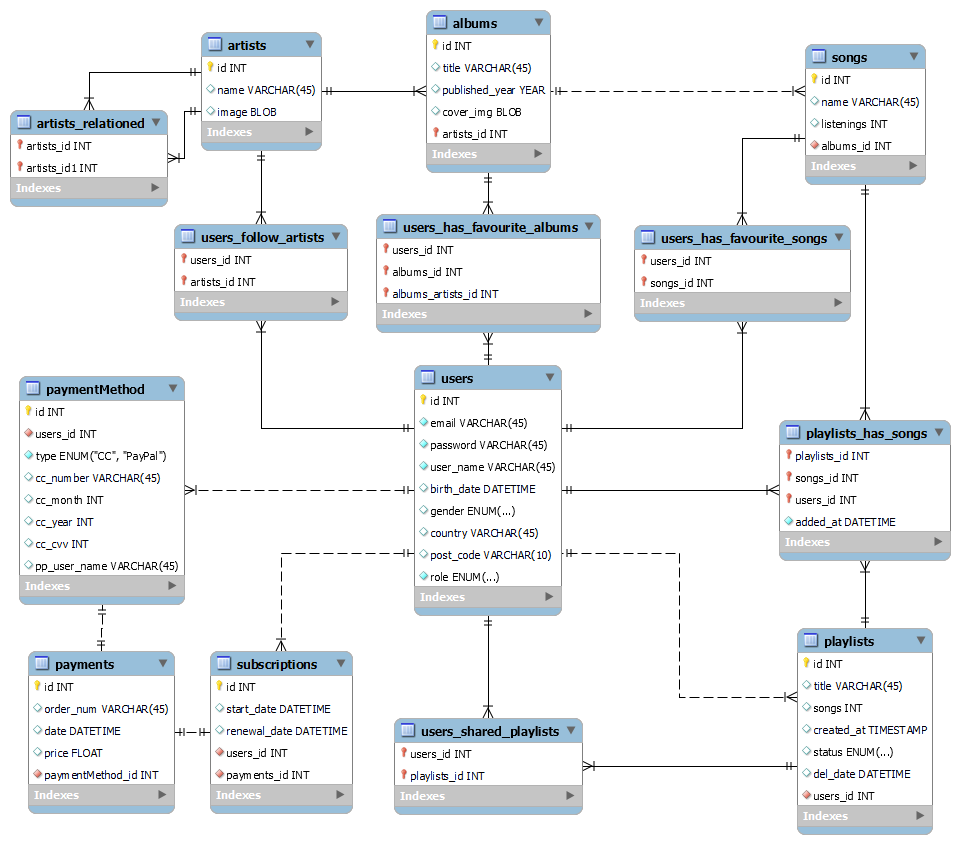 artists
id INT
name VARCHAR(45)
image BLOB
Indexes
albums
id INT
title VARCHAR(45)
published_year YEAR
cover_img BLOB
artists_id INT
Indexes
songs
id INT
name VARCHAR(45)
listenings INT
albums_id INT
Indexes
artists_relationed
artists_id INT
artists_id1 INT
Indexes
users_follow_artists
users_id INT
artists_id INT
Indexes
users_has_favourite_albums
users_id INT
albums_id INT
albums_artists_id INT
Indexes
users_has_favourite_songs
users_id INT
songs_id INT
Indexes
paymentMethod
id INT
users_id INT
type ENUM("CC", "PayPal")
cc_number VARCHAR(45)
cc_month INT
cc_year INT
cc_cvv INT
pp_user_name VARCHAR(45)
Indexes
users
id INT
email VARCHAR(45)
password VARCHAR(45)
user_name VARCHAR(45)
birth_date DATETIME
gender ENUM(...)
country VARCHAR(45)
post_code VARCHAR(10)
role ENUM(...)
Indexes
playlists_has_songs
playlists_id INT
songs_id INT
users_id INT
added_at DATETIME
Indexes
payments
id INT
order_num VARCHAR(45)
date DATETIME
price FLOAT
paymentMethod_id INT
Indexes
subscriptions
id INT
start_date DATETIME
renewal_date DATETIME
users_id INT
payments_id INT
Indexes
users_shared_playlists
users_id INT
playlists_id INT
Indexes
playlists
id INT
title VARCHAR(45)
songs INT
created_at TIMESTAMP
status ENUM(...)
del_date DATETIME
users_id INT
Indexes